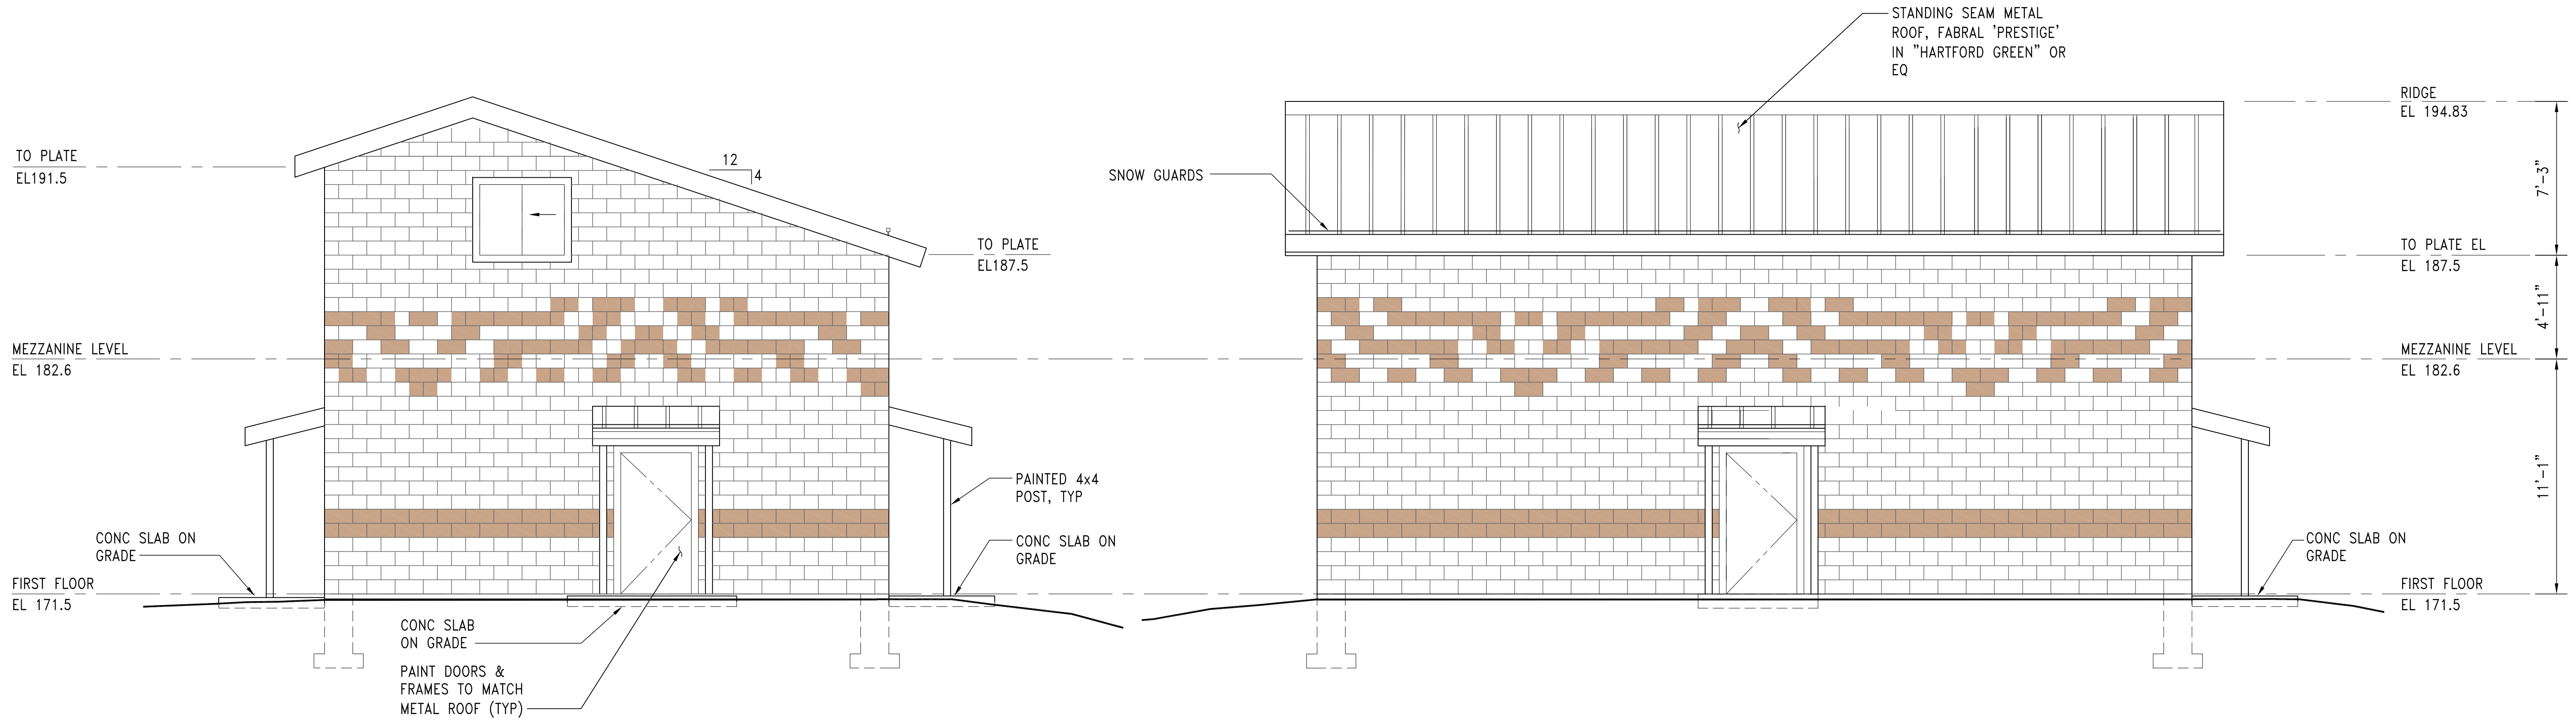 STANDING SEAM METAL
ROOF, FABRAL 'PRESTIGE'
IN "HARTFORD GREEN" OR
EQ
RIDGE
EL 194.83
TO PLATE
EL191.5
12
4
SNOW GUARDS
7'-3"
TO PLATE
EL187.5
TO PLATE EL
EL 187.5
4'-11"
MEZZANINE LEVEL
EL 182.6
MEZZANINE LEVEL
EL 182.6
11'-1"
PAINTED 4x4
POST, TYP
CONC SLAB ON
GRADE
CONC SLAB ON
GRADE
CONC SLAB ON
GRADE
FIRST FLOOR
EL 171.5
FIRST FLOOR
EL 171.5
CONC SLAB
ON GRADE
PAINT DOORS &
FRAMES TO MATCH
METAL ROOF (TYP)